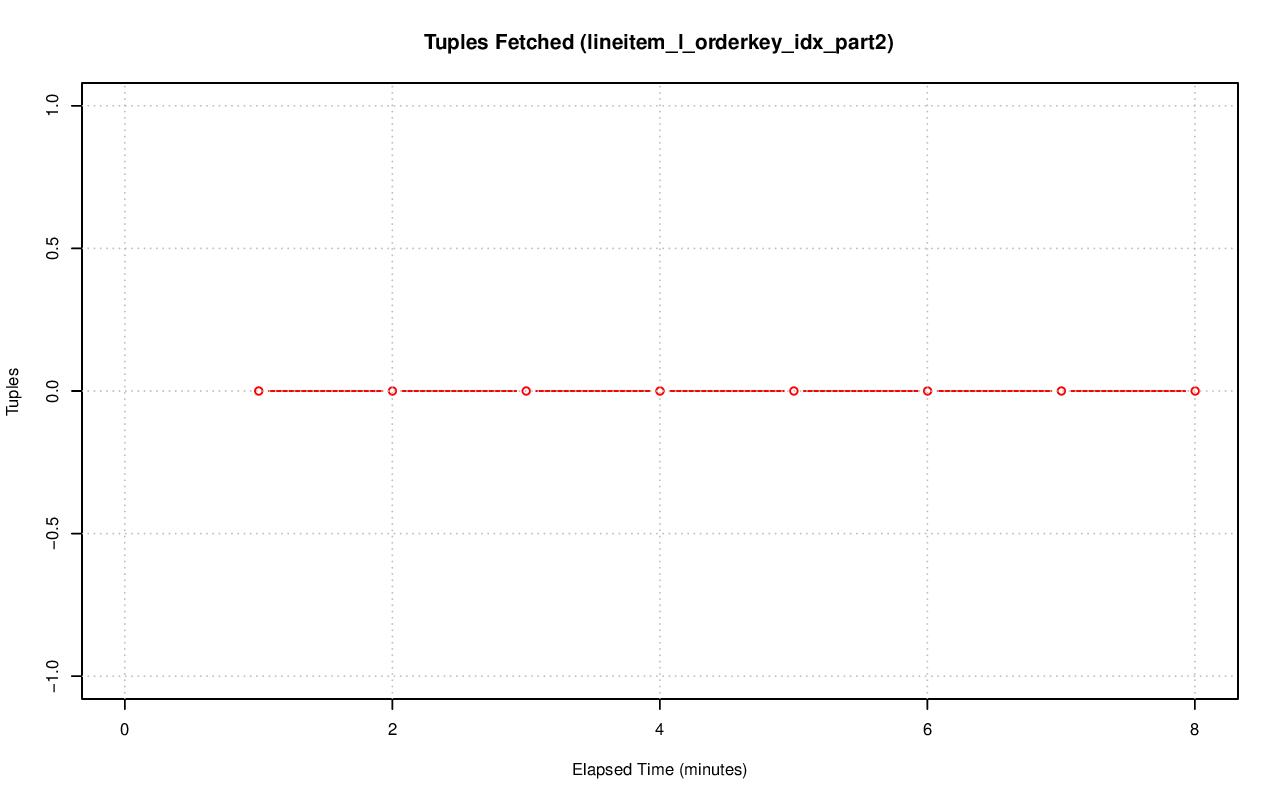 Tuples Fetched (lineitem_l_orderkey_idx_part2)
1.0
0.5
0.0
−0.5
−1.0
Tuples
0 2 4 6 8
Elapsed Time (minutes)